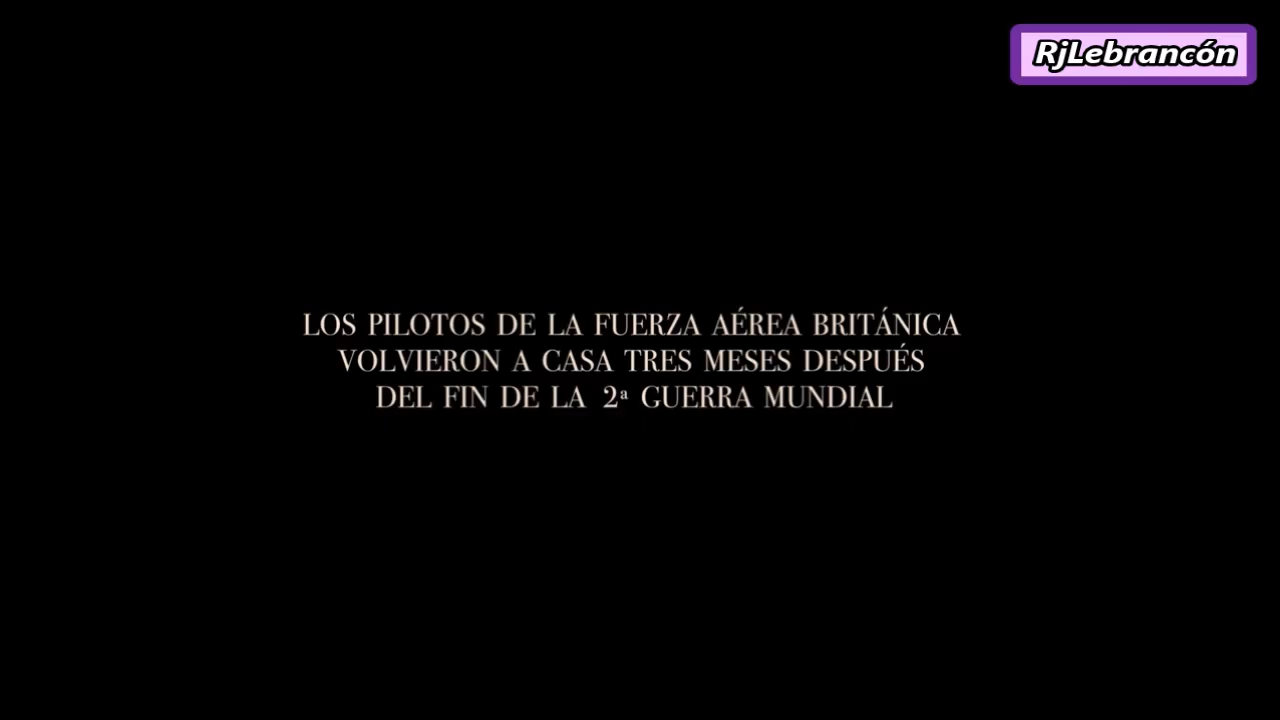 RjLebrancón
LOS PILOTOS DE LA FUERZA AÉREA BRITÁNICA
VOLVIERON A CASA TRES MESES DESPUÉS
DEL FIN DE LA 2ª GUERRA MUNDIAL